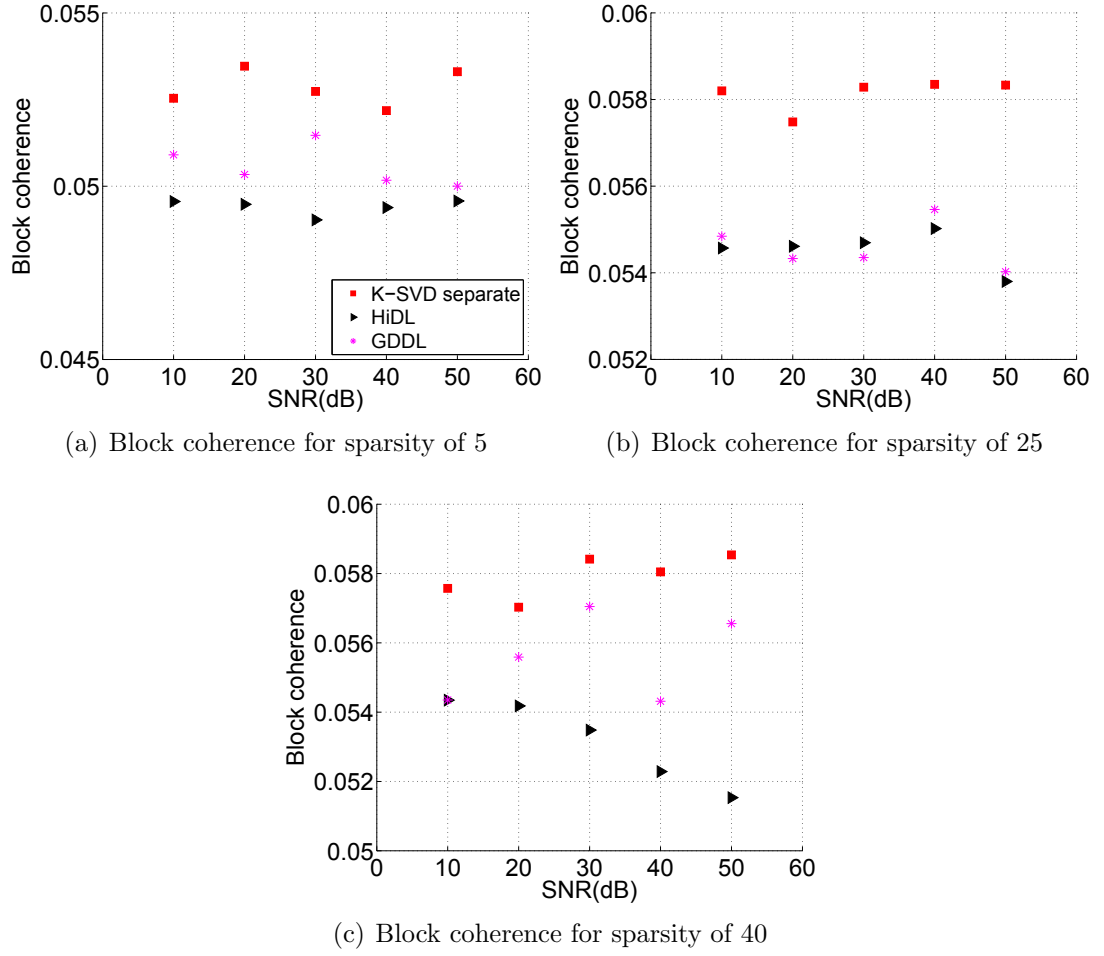 0.055
0.05
0.045
Block coherence
K−SVD separate
HiDL
GDDL
0 10 20 30 40 50 60
SNR(dB)
(a) Block coherence for sparsity of 5
0.06
0.058
0.056
0.054
0.052
Block coherence
0 10 20 30 40 50 60
SNR(dB)
(b) Block coherence for sparsity of 25
0.06
0.058
0.056
0.054
0.052
0.05
Block coherence
0 10 20 30 40 50 60
SNR(dB)
(c) Block coherence for sparsity of 40